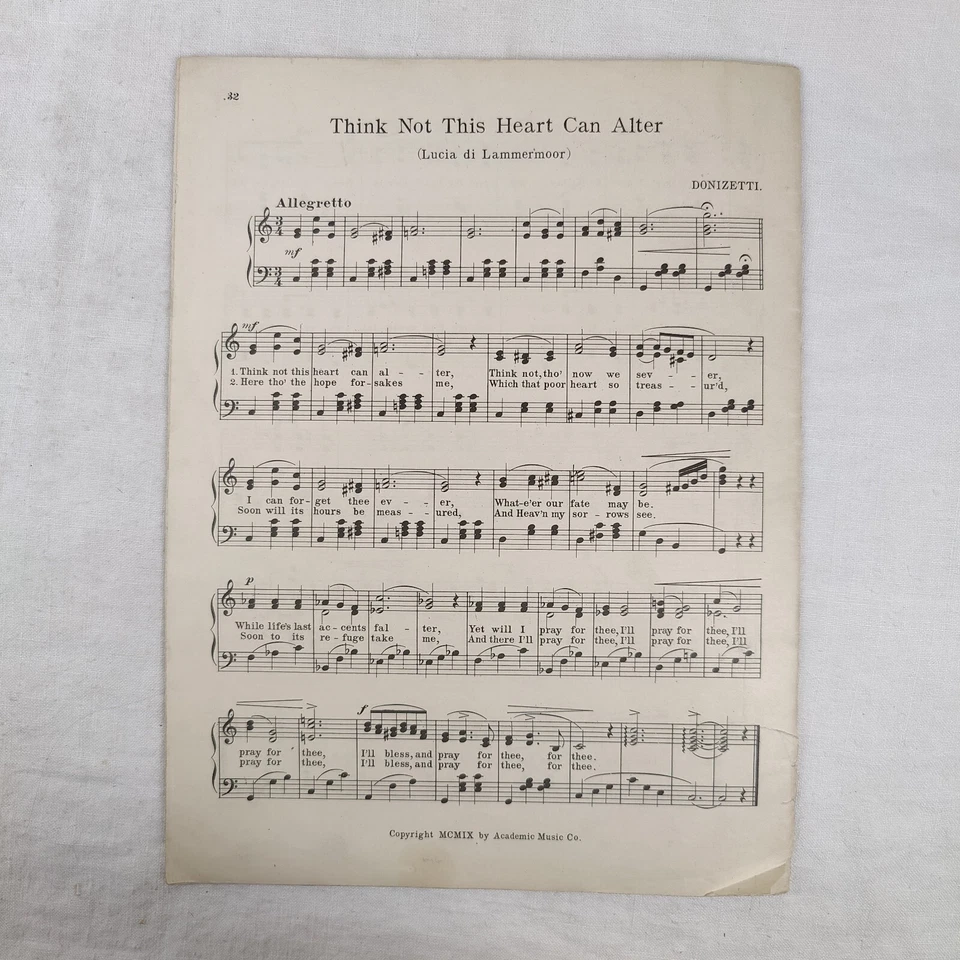 .32
Think Not This Heart Can Alter
(Lucia di Lammermoor)
DONIZETTI.
Allegretto
mf
mf
1. Think not this heart can al - - ter, Think not, tho' now we sev - - er,
2. Here tho' the hope for-sakes me, Which that poor heart so treas - - ur'd,
I can for-get thee ev - - er, What-e'er our fate may be.
Soon will its hours be meas - - ured, And Heav'n my sor - rows see.
p
While life's last ac-cents fal - ter, Yet will I pray for thee, I'll pray for thee, I'll
Soon to its re-fuge take me, And there I'll pray for thee, I'll pray for thee, I'll
f
pray for thee, I'll bless, and pray for thee, for thee.
pray for thee, I'll bless, and pray for thee, for thee.
Copyright MCMIX by Academic Music Co.